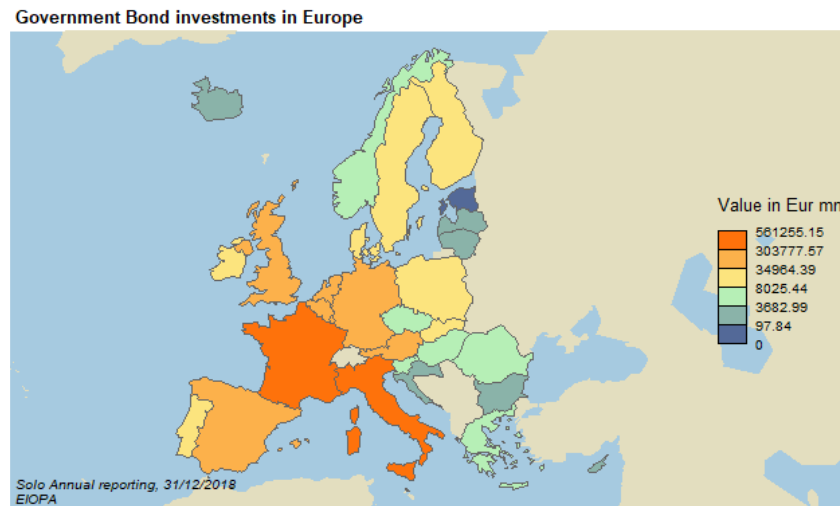 Government Bond investments in Europe
Value in Eur mn
561255.15
303777.57
34964.39
8025.44
3682.99
97.84
0
Solo Annual reporting, 31/12/2018
EIOPA